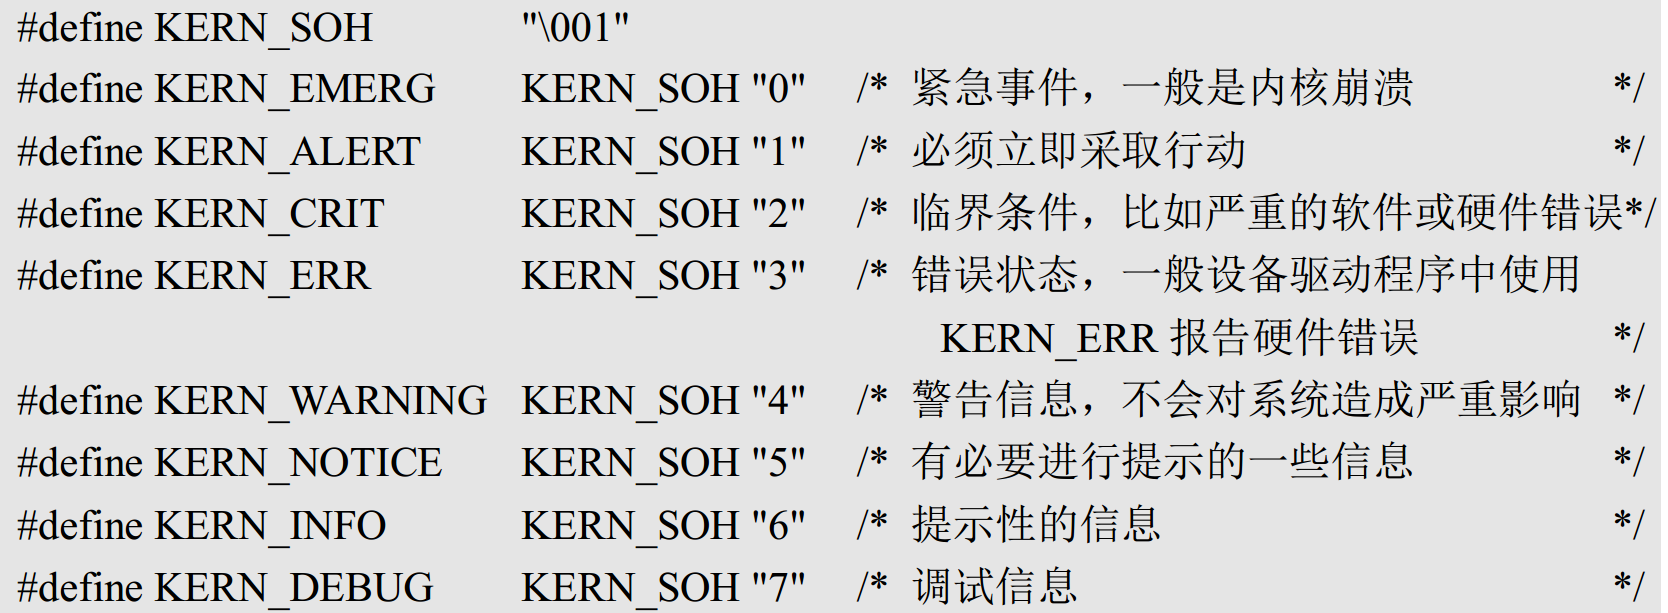 #define KERN_SOH "\001"
#define KERN_EMERG KERN_SOH "0" /* 紧急事件，一般是内核崩溃 */
#define KERN_ALERT KERN_SOH "1" /* 必须立即采取行动 */
#define KERN_CRIT KERN_SOH "2" /* 临界条件，比如严重的软件或硬件错误*/
#define KERN_ERR KERN_SOH "3" /* 错误状态，一般设备驱动程序中使用
KERN_ERR 报告硬件错误 */
#define KERN_WARNING KERN_SOH "4" /* 警告信息，不会对系统造成严重影响 */
#define KERN_NOTICE KERN_SOH "5" /* 有必要进行提示的一些信息 */
#define KERN_INFO KERN_SOH "6" /* 提示性的信息 */
#define KERN_DEBUG KERN_SOH "7" /* 调试信息 */